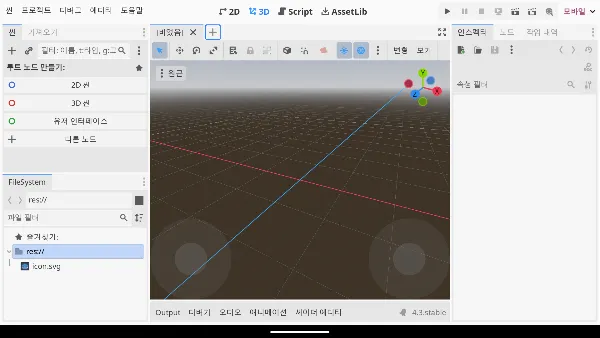 씬 프로젝트 디버그 에디터 도움말
2D 3D Script AssetLib
모바일
씬 가져오기
필터: 이름, t:타입, g:그
루트 노드 만들기:
2D 씬
3D 씬
유저 인터페이스
다른 노드
FileSystem
res://
파일 필터
즐겨찾기:
res://
icon.svg
[비었음]
변형 보기
원근
Y
X
Z
Output 디버거 오디오 애니메이션 셰이더 에디터
4.3.stable
인스펙터 노드 작업 내역
속성 필터